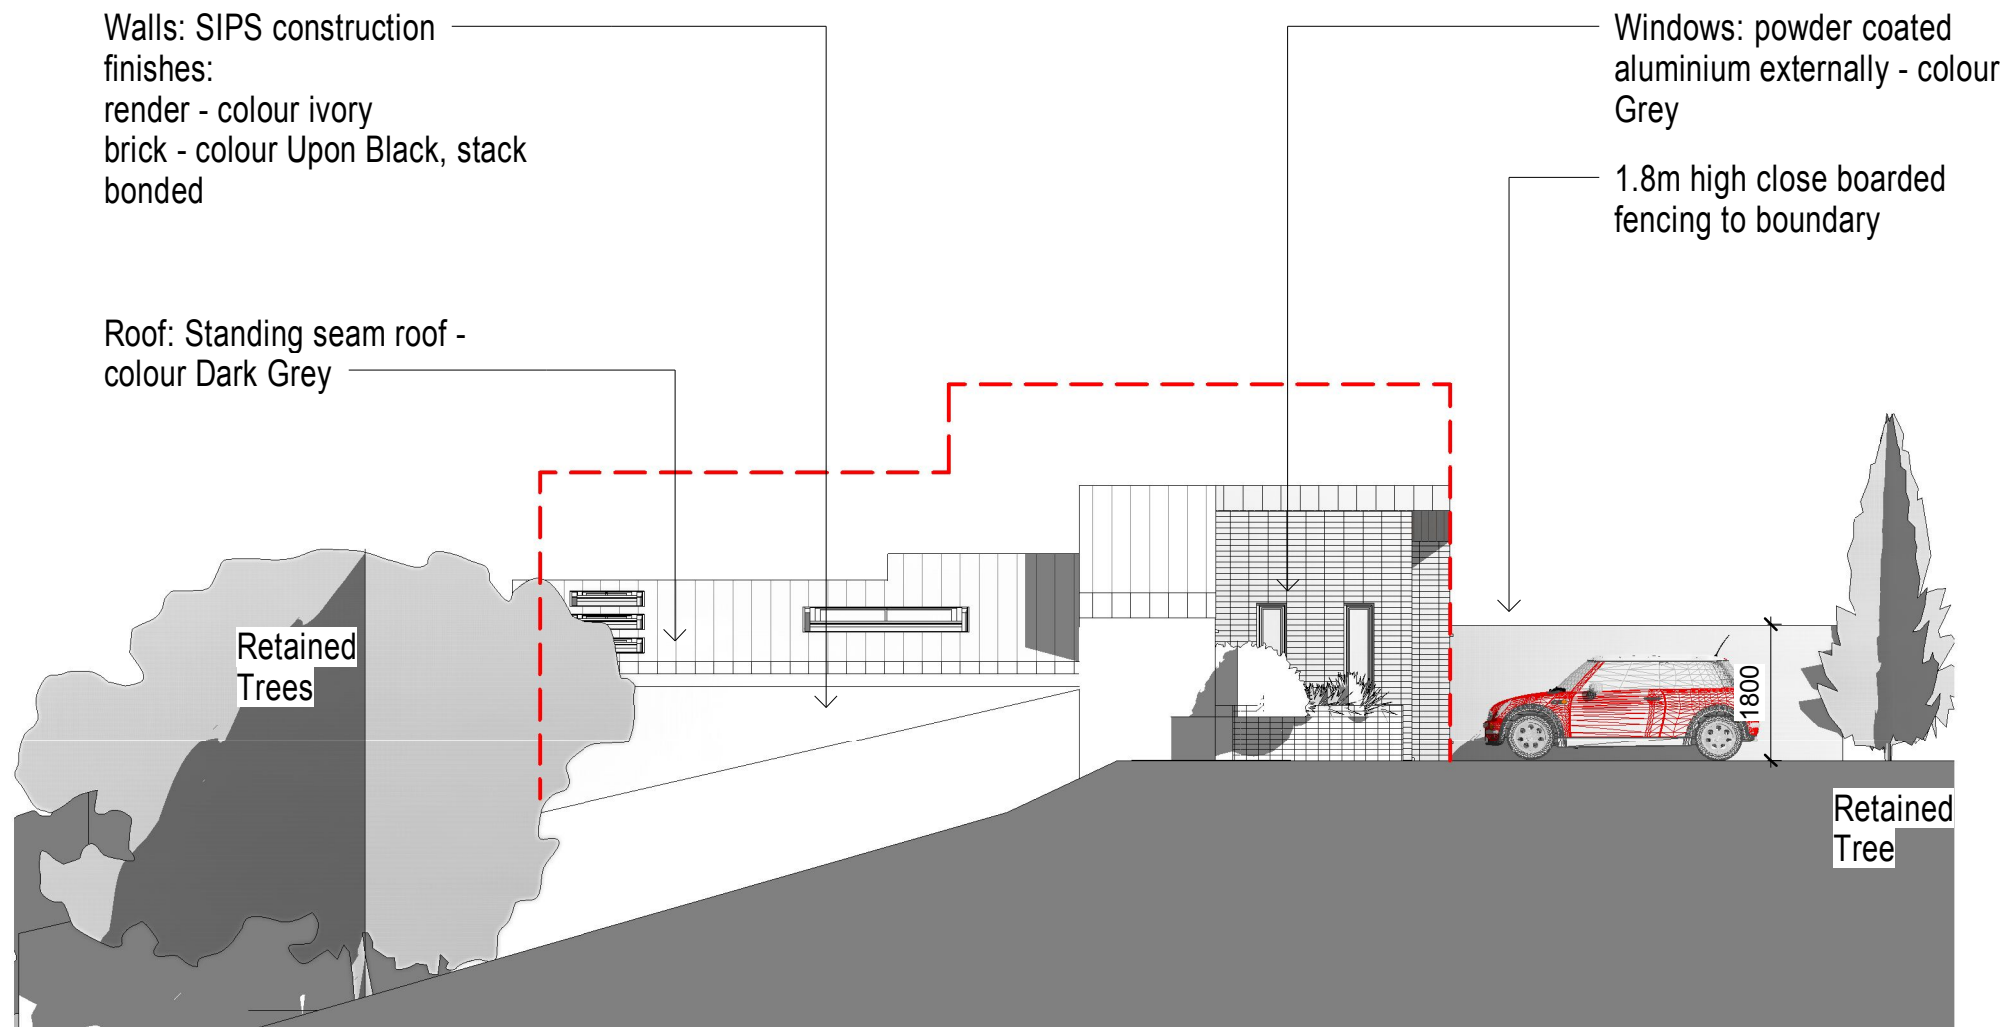 Walls: SIPS construction
finishes:
render - colour ivory
brick - colour Upon Black, stack
bonded
Windows: powder coated
aluminium externally - colour
Grey
1.8m high close boarded
fencing to boundary
Roof: Standing seam roof -
colour Dark Grey
Retained
Trees
1800
Retained
Tree